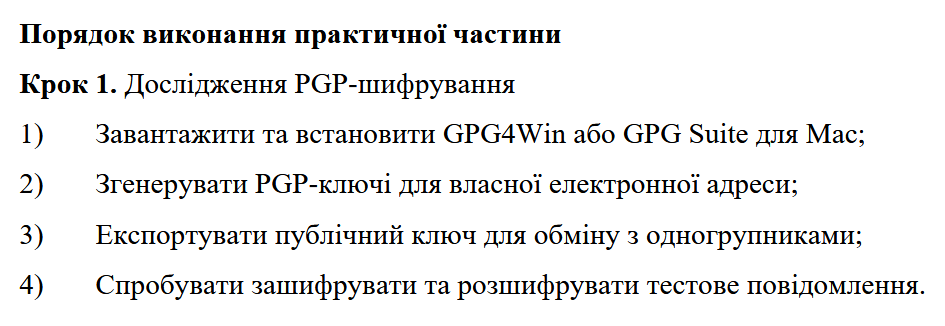 Порядок виконання практичної частини
Крок 1. Дослідження PGP-шифрування
1) Завантажити та встановити GPG4Win або GPG Suite для Mac;
2) Згенерувати PGP-ключі для власної електронної адреси;
3) Експортувати публічний ключ для обміну з одногрупниками;
4) Спробувати зашифрувати та розшифрувати тестове повідомлення.